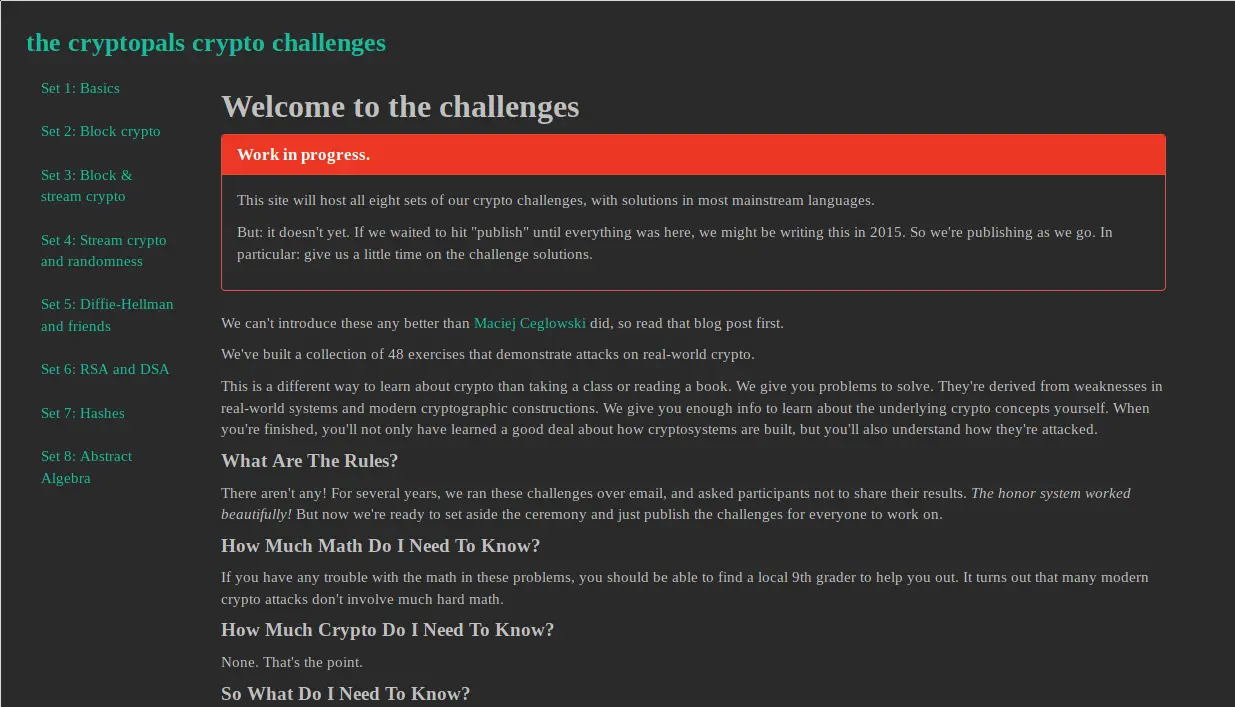 the cryptopals crypto challenges
Set 1: Basics
Set 2: Block crypto
Set 3: Block &
stream crypto
Set 4: Stream crypto
and randomness
Set 5: Diffie-Hellman
and friends
Set 6: RSA and DSA
Set 7: Hashes
Set 8: Abstract
Algebra
Welcome to the challenges
Work in progress.
This site will host all eight sets of our crypto challenges, with solutions in most mainstream languages.
But: it doesn't yet. If we waited to hit "publish" until everything was here, we might be writing this in 2015. So we're publishing as we go. In
particular: give us a little time on the challenge solutions.
We can't introduce these any better than Maciej Ceglowski did, so read that blog post first.
We've built a collection of 48 exercises that demonstrate attacks on real-world crypto.
This is a different way to learn about crypto than taking a class or reading a book. We give you problems to solve. They're derived from weaknesses in
real-world systems and modern cryptographic constructions. We give you enough info to learn about the underlying crypto concepts yourself. When
you're finished, you'll not only have learned a good deal about how cryptosystems are built, but you'll also understand how they're attacked.
What Are The Rules?
There aren't any! For several years, we ran these challenges over email, and asked participants not to share their results. The honor system worked
beautifully! But now we're ready to set aside the ceremony and just publish the challenges for everyone to work on.
How Much Math Do I Need To Know?
If you have any trouble with the math in these problems, you should be able to find a local 9th grader to help you out. It turns out that many modern
crypto attacks don't involve much hard math.
How Much Crypto Do I Need To Know?
None. That's the point.
So What Do I Need To Know?